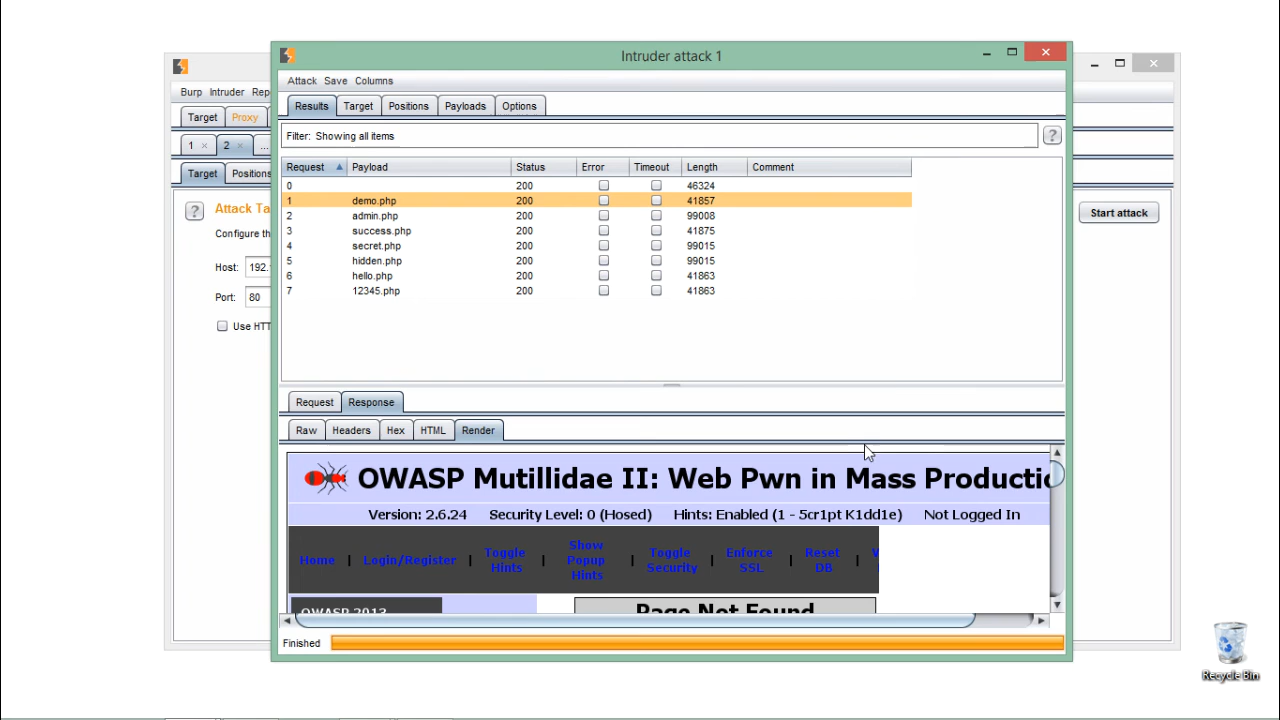 Intruder attack 1
Burp Intruder Rep
Attack Save Columns
Target Proxy
Results Target Positions Payloads Options
Filter: Showing all items ?
1 × 2 × ...
Request Payload Status Error Timeout Length Comment
Target Positions
0 200 46324
1 demo.php 200 41857
2 admin.php 200 99008
3 success.php 200 41875
4 secret.php 200 99015
5 hidden.php 200 99015
6 hello.php 200 41863
7 12345.php 200 41863
? Attack Ta
Start attack
Configure th
Host: 192.
Port: 80
Use HTT
Request Response
Raw Headers Hex HTML Render
OWASP Mutillidae II: Web Pwn in Mass Productio
Version: 2.6.24 Security Level: 0 (Hosed) Hints: Enabled (1 - 5cr1pt K1dd1e) Not Logged In
Home | Login/Register | Toggle Hints | Show Popup Hints | Toggle Security | Enforce SSL | Reset DB |
OWASP 2013
Page Not Found
Finished
Recycle Bin